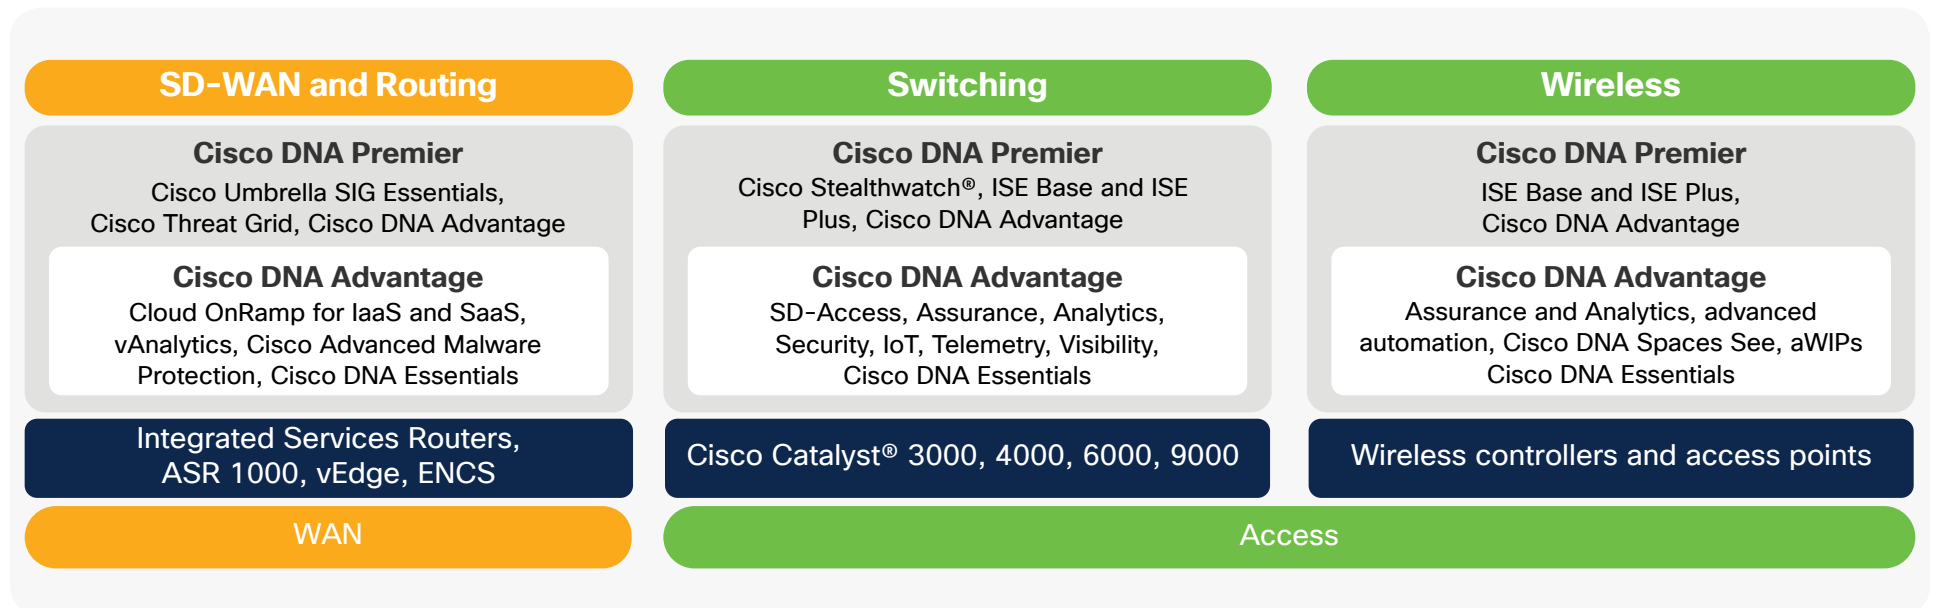 SD-WAN and Routing
Cisco DNA Premier
Cisco Umbrella SIG Essentials,
Cisco Threat Grid, Cisco DNA Advantage
Cisco DNA Advantage
Cloud OnRamp for IaaS and SaaS,
vAnalytics, Cisco Advanced Malware
Protection, Cisco DNA Essentials
Integrated Services Routers,
ASR 1000, vEdge, ENCS
WAN
Switching
Cisco DNA Premier
Cisco Stealthwatch®, ISE Base and ISE
Plus, Cisco DNA Advantage
Cisco DNA Advantage
SD-Access, Assurance, Analytics,
Security, IoT, Telemetry, Visibility,
Cisco DNA Essentials
Cisco Catalyst® 3000, 4000, 6000, 9000
Wireless
Cisco DNA Premier
ISE Base and ISE Plus,
Cisco DNA Advantage
Cisco DNA Advantage
Assurance and Analytics, advanced
automation, Cisco DNA Spaces See, aWIPs
Cisco DNA Essentials
Wireless controllers and access points
Access